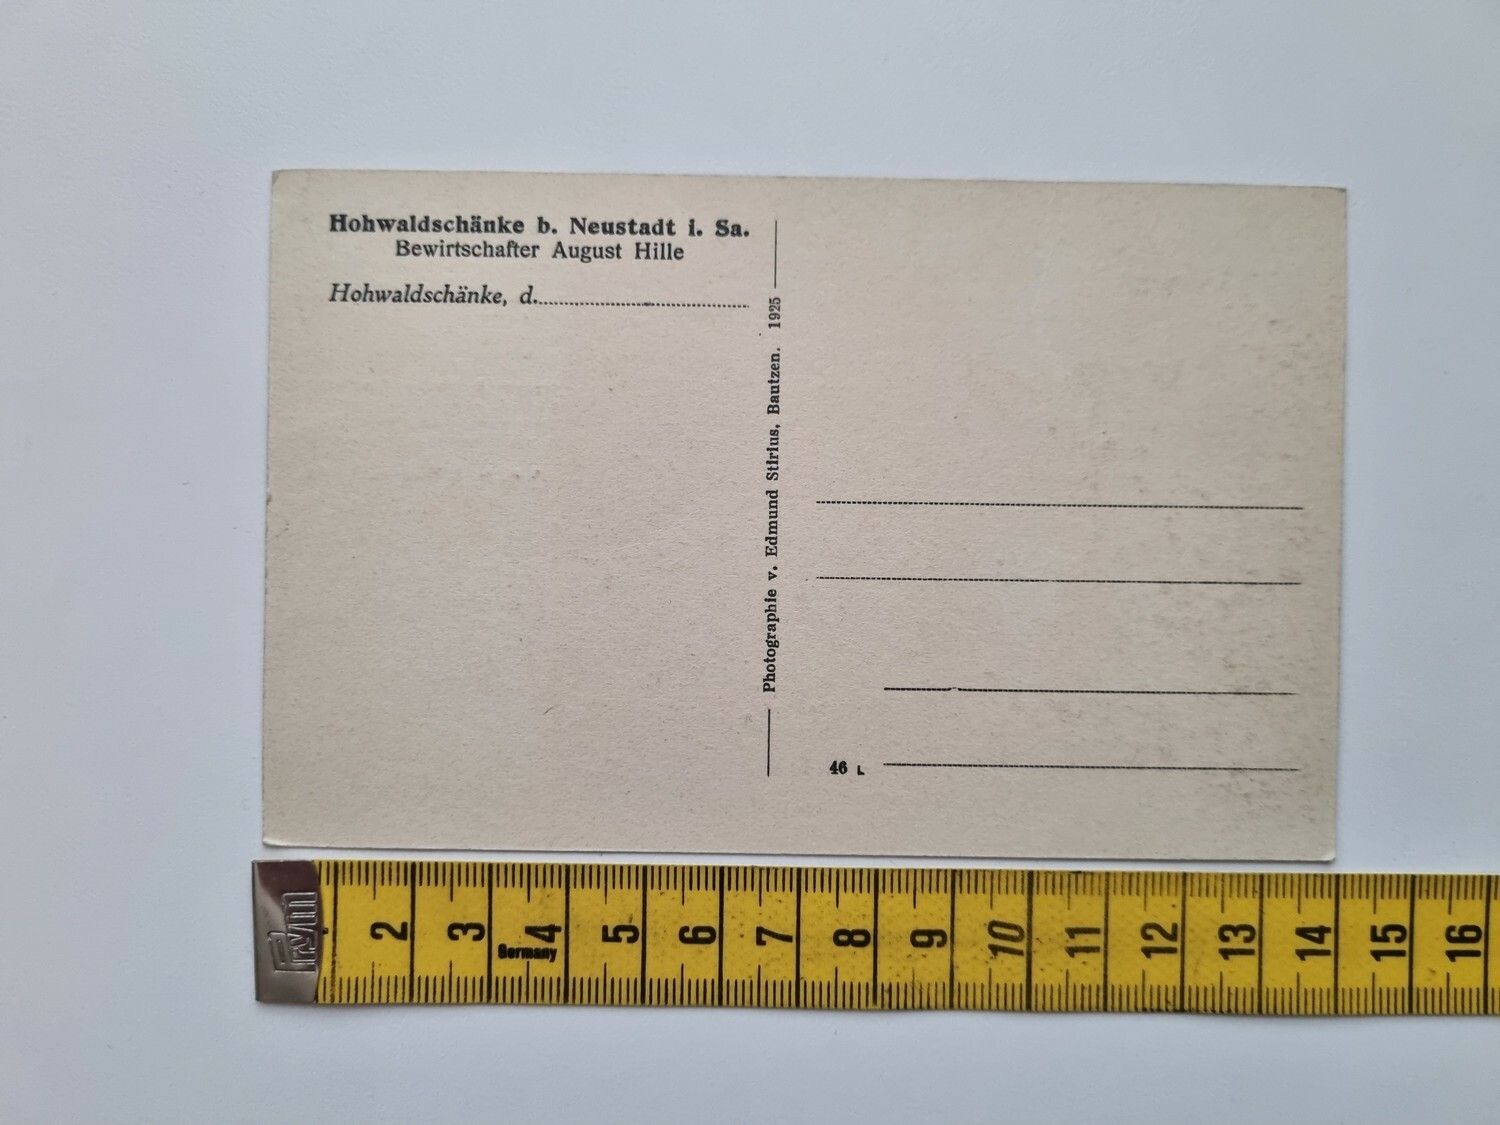 Hohwaldschänke b. Neustadt i. Sa.
Bewirtschafter August Hille
Hohwaldschänke, d.
Photographie v. Edmund Stirius, Bautzen. 1925
46 L
Prym
2 3 4 5 6 7 8 9 10 11 12 13 14 15 16
Germany